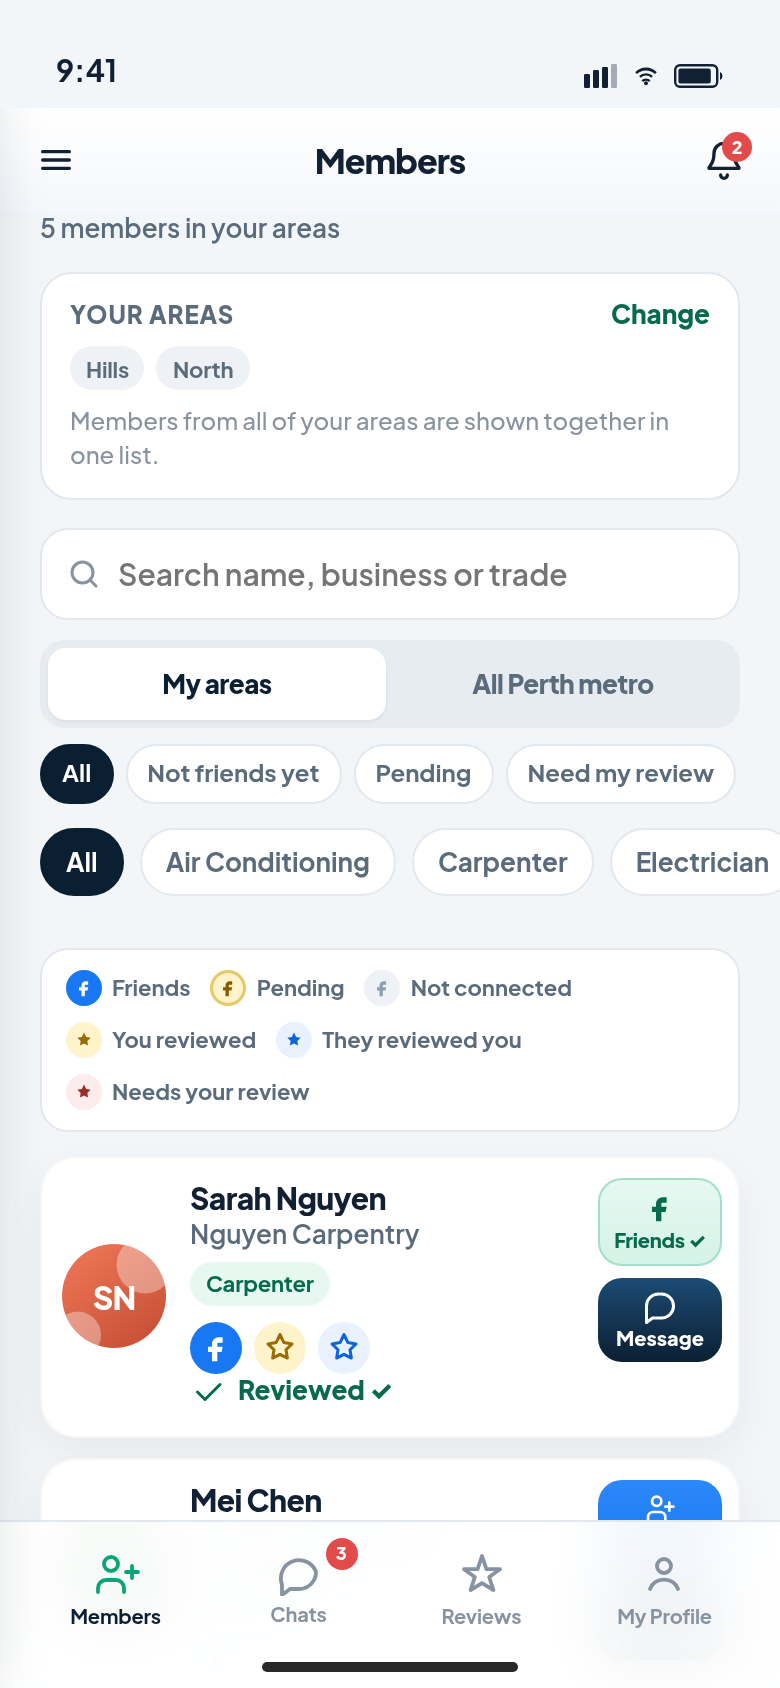 9:41
Members
2
5 members in your areas
YOUR AREAS
Change
Hills
North
Members from all of your areas are shown together in
one list.
Search name, business or trade
My areas
All Perth metro
All
Not friends yet
Pending
Need my review
All
Air Conditioning
Carpenter
Electrician
Friends
Pending
Not connected
You reviewed
They reviewed you
Needs your review
SN
Sarah Nguyen
Nguyen Carpentry
Carpenter
Reviewed ✓
Friends ✓
Message
Mei Chen
Members
3
Chats
Reviews
My Profile